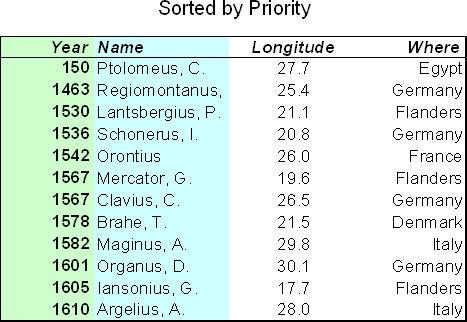 Sorted by Priority
Year Name Longitude Where
150 Ptolomeus, C. 27.7 Egypt
1463 Regiomontanus, 25.4 Germany
1530 Lantsbergius, P. 21.1 Flanders
1536 Schonerus, I. 20.8 Germany
1542 Orontius 26.0 France
1567 Mercator, G. 19.6 Flanders
1567 Clavius, C. 26.5 Germany
1578 Brahe, T. 21.5 Denmark
1582 Maginus, A. 29.8 Italy
1601 Organus, D. 30.1 Germany
1605 Iansonius, G. 17.7 Flanders
1610 Argelius, A. 28.0 Italy